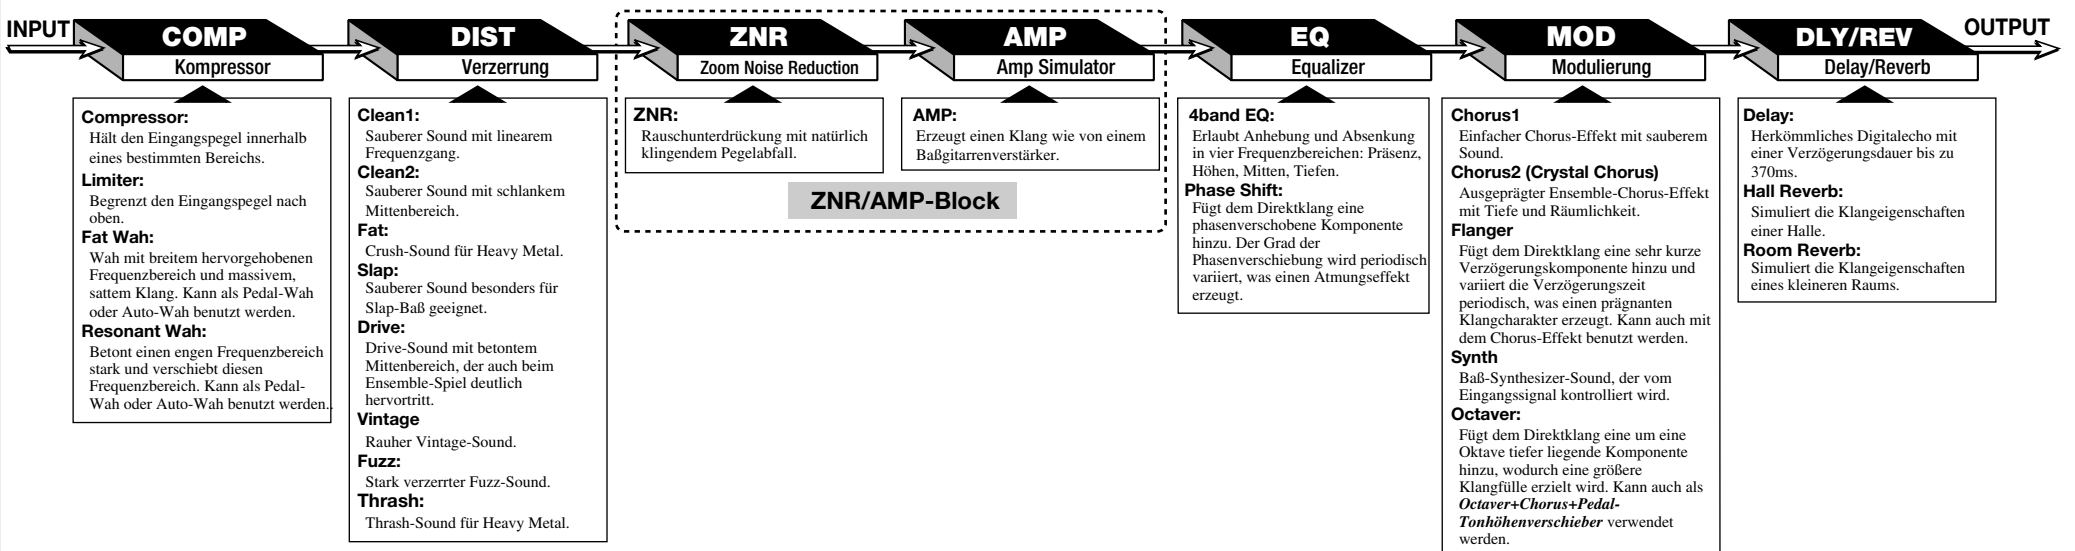 INPUT
COMP
Kompressor
DIST
Verzerrung
ZNR
Zoom Noise Reduction
AMP
Amp Simulator
EQ
Equalizer
MOD
Modulierung
DLY/REV
Delay/Reverb
OUTPUT
Compressor:
Hält den Eingangspegel innerhalb
eines bestimmten Bereichs.
Limiter:
Begrenzt den Eingangspegel nach
oben.
Fat Wah:
Wah mit breitem hervorgehobenen
Frequenzbereich und massivem,
sattem Klang. Kann als Pedal-Wah
oder Auto-Wah benutzt werden.
Resonant Wah:
Betont einen engen Frequenzbereich
stark und verschiebt diesen
Frequenzbereich. Kann als Pedal-
Wah oder Auto-Wah benutzt werden..
Clean1:
Sauberer Sound mit linearem
Frequenzgang.
Clean2:
Sauberer Sound mit schlankem
Mittenbereich.
Fat:
Crush-Sound für Heavy Metal.
Slap:
Sauberer Sound besonders für
Slap-Baß geeignet.
Drive:
Drive-Sound mit betontem
Mittenbereich, der auch beim
Ensemble-Spiel deutlich
hervortritt.
Vintage
Rauher Vintage-Sound.
Fuzz:
Stark verzerrter Fuzz-Sound.
Thrash:
Thrash-Sound für Heavy Metal.
ZNR:
Rauschunterdrückung mit natürlich
klingendem Pegelabfall.
AMP:
Erzeugt einen Klang wie von einem
Baßgitarrenverstärker.
ZNR/AMP-Block
4band EQ:
Erlaubt Anhebung und Absenkung
in vier Frequenzbereichen: Präsenz,
Höhen, Mitten, Tiefen.
Phase Shift:
Fügt dem Direktklang eine
phasenverschobene Komponente
hinzu. Der Grad der
Phasenverschiebung wird periodisch
variiert, was einen Atmungseffekt
erzeugt.
Chorus1
Einfacher Chorus-Effekt mit sauberem
Sound.
Chorus2 (Crystal Chorus)
Ausgeprägter Ensemble-Chorus-Effekt
mit Tiefe und Räumlichkeit.
Flanger
Fügt dem Direktklang eine sehr kurze
Verzögerungskomponente hinzu und
variiert die Verzögerungszeit
periodisch, was einen prägnanten
Klangcharakter erzeugt. Kann auch mit
dem Chorus-Effekt benutzt werden.
Synth
Baß-Synthesizer-Sound, der vom
Eingangssignal kontrolliert wird.
Octaver:
Fügt dem Direktklang eine um eine
Oktave tiefer liegende Komponente
hinzu, wodurch eine größere
Klangfülle erzielt wird. Kann auch als
Octaver+Chorus+Pedal-
Tonhöhenverschieber verwendet
werden.
Delay:
Herkömmliches Digitalecho mit
einer Verzögerungsdauer bis zu
370ms.
Hall Reverb:
Simuliert die Klangeigenschaften
einer Halle.
Room Reverb:
Simuliert die Klangeigenschaften
eines kleineren Raums.